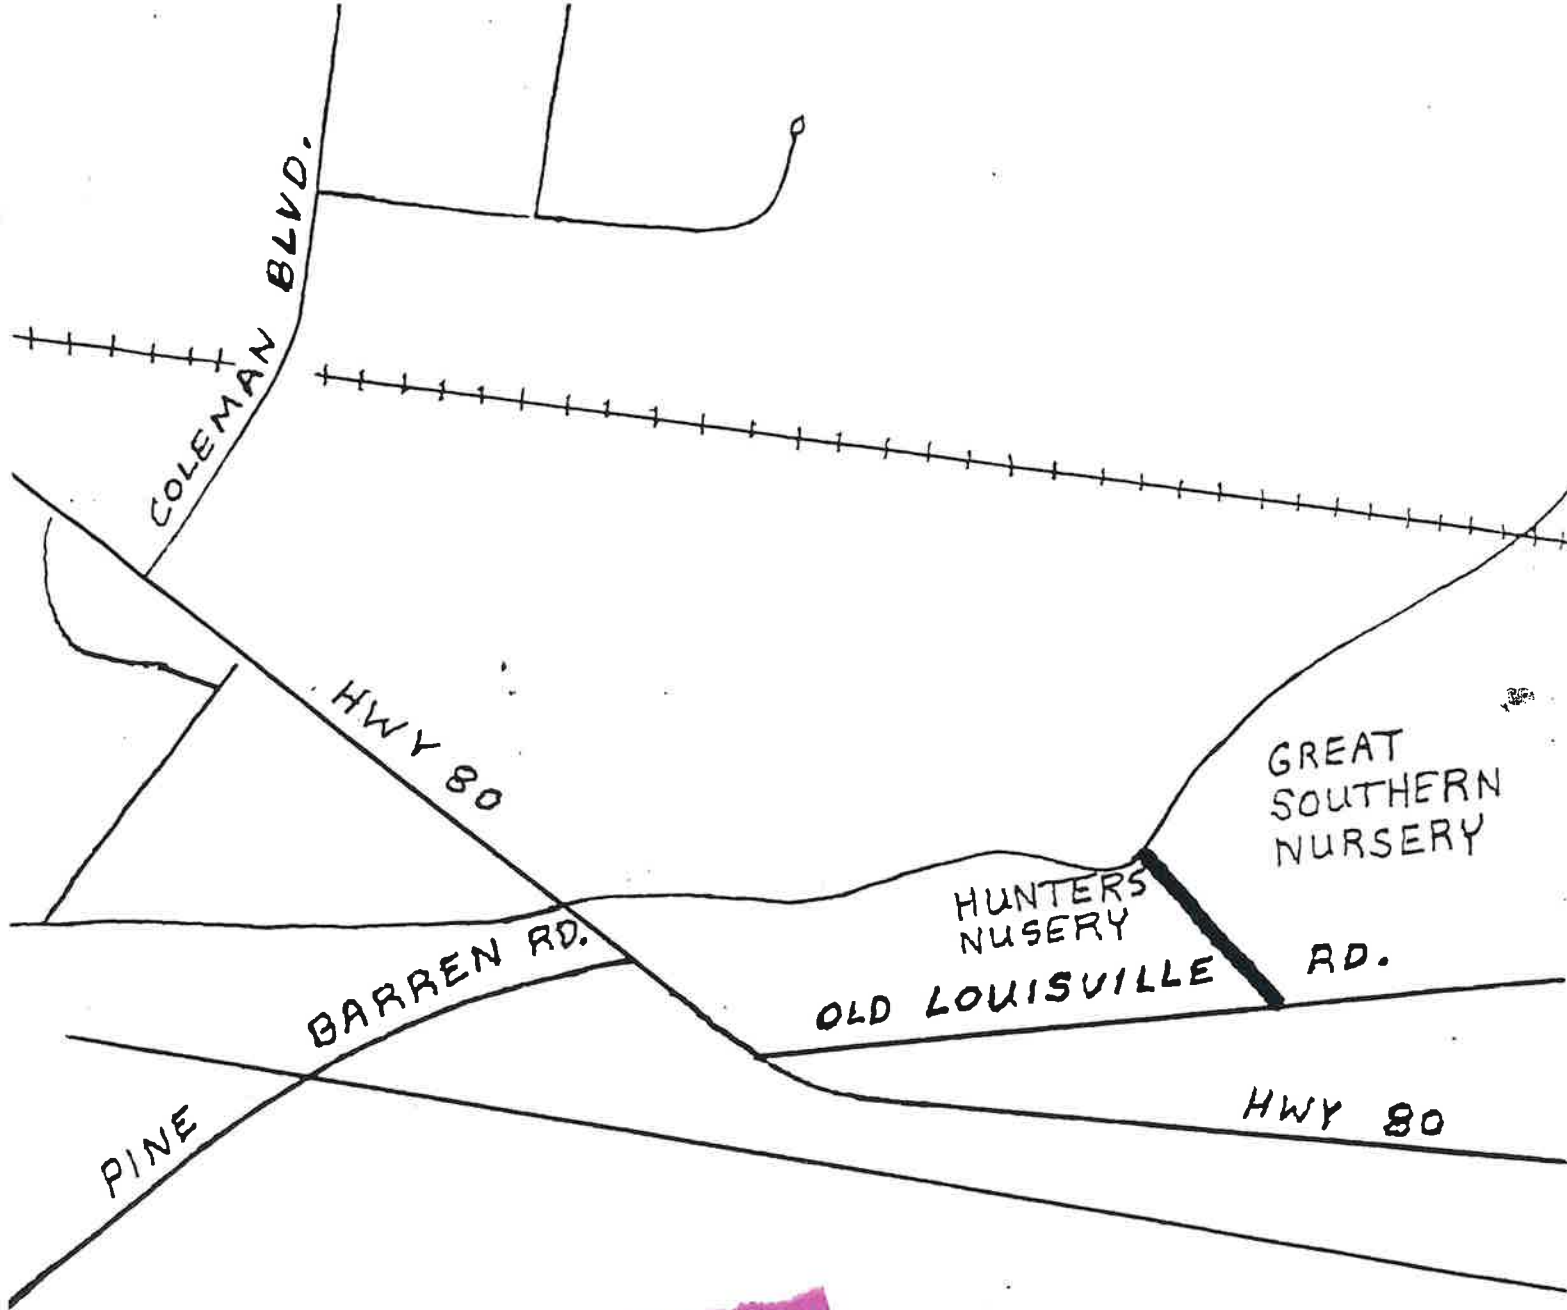 COLEMAN BLVD.
HWY 80
GREAT
SOUTHERN
NURSERY
HUNTERS
NUSERY
OLD LOUISVILLE RD.
PINE BARREN RD.
HWY 80